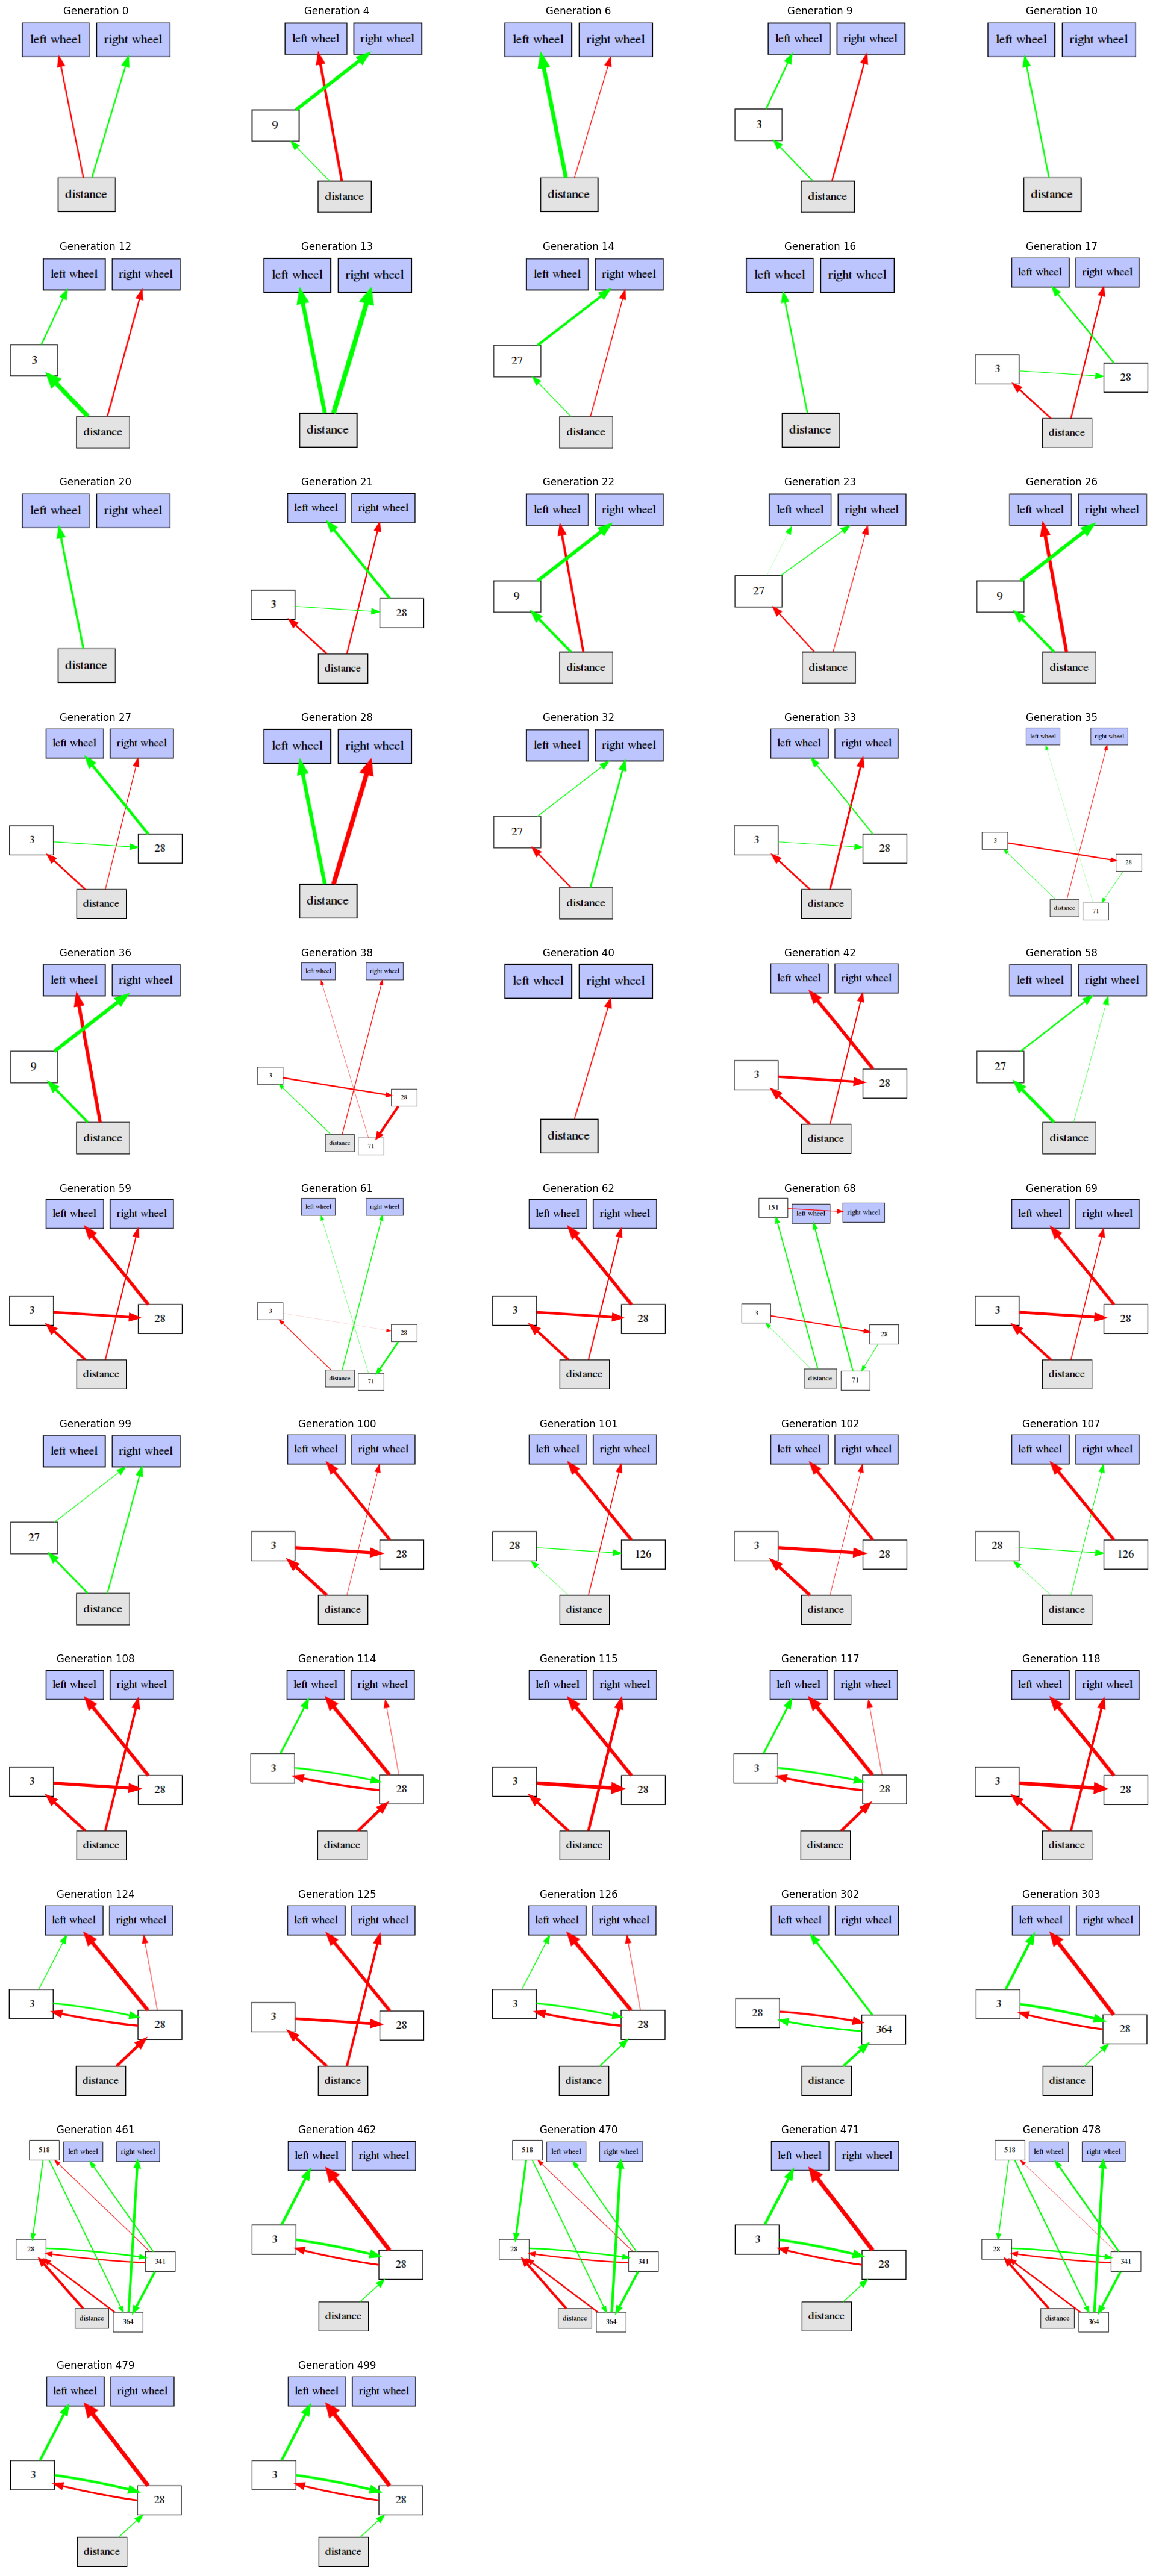 Generation 0 Generation 4 Generation 6 Generation 9 Generation 10
left wheel right wheel left wheel right wheel left wheel right wheel left wheel right wheel left wheel right wheel
9 3
distance distance distance distance distance
Generation 12 Generation 13 Generation 14 Generation 16 Generation 17
left wheel right wheel left wheel right wheel left wheel right wheel left wheel right wheel left wheel right wheel
3 27 3 28
distance distance distance distance distance
Generation 20 Generation 21 Generation 22 Generation 23 Generation 26
left wheel right wheel left wheel right wheel left wheel right wheel left wheel right wheel left wheel right wheel
3 28 9 27 9
distance distance distance distance distance
Generation 27 Generation 28 Generation 32 Generation 33 Generation 35
left wheel right wheel left wheel right wheel left wheel right wheel left wheel right wheel left wheel right wheel
3 28 27 3 28 3 28
distance distance distance distance distance 71
Generation 36 Generation 38 Generation 40 Generation 42 Generation 58
left wheel right wheel left wheel right wheel left wheel right wheel left wheel right wheel left wheel right wheel
9 3 28 3 28 27
distance distance 71 distance distance distance
Generation 59 Generation 61 Generation 62 Generation 68 Generation 69
left wheel right wheel left wheel right wheel left wheel right wheel 151 left wheel right wheel left wheel right wheel
3 28 3 28 3 28 3 28 3 28
distance distance 71 distance distance 71 distance
Generation 99 Generation 100 Generation 101 Generation 102 Generation 107
left wheel right wheel left wheel right wheel left wheel right wheel left wheel right wheel left wheel right wheel
27 3 28 28 126 3 28 28 126
distance distance distance distance distance
Generation 108 Generation 114 Generation 115 Generation 117 Generation 118
left wheel right wheel left wheel right wheel left wheel right wheel left wheel right wheel left wheel right wheel
3 28 3 28 3 28 3 28 3 28
distance distance distance distance distance
Generation 124 Generation 125 Generation 126 Generation 302 Generation 303
left wheel right wheel left wheel right wheel left wheel right wheel left wheel right wheel left wheel right wheel
3 28 3 28 3 28 28 364 3 28
distance distance distance distance distance
Generation 461 Generation 462 Generation 470 Generation 471 Generation 478
518 left wheel right wheel left wheel right wheel 518 left wheel right wheel left wheel right wheel 518 left wheel right wheel
28 341 3 28 28 341 3 28 28 341
distance 364 distance distance 364 distance distance 364
Generation 479 Generation 499
left wheel right wheel left wheel right wheel
3 28 3 28
distance distance